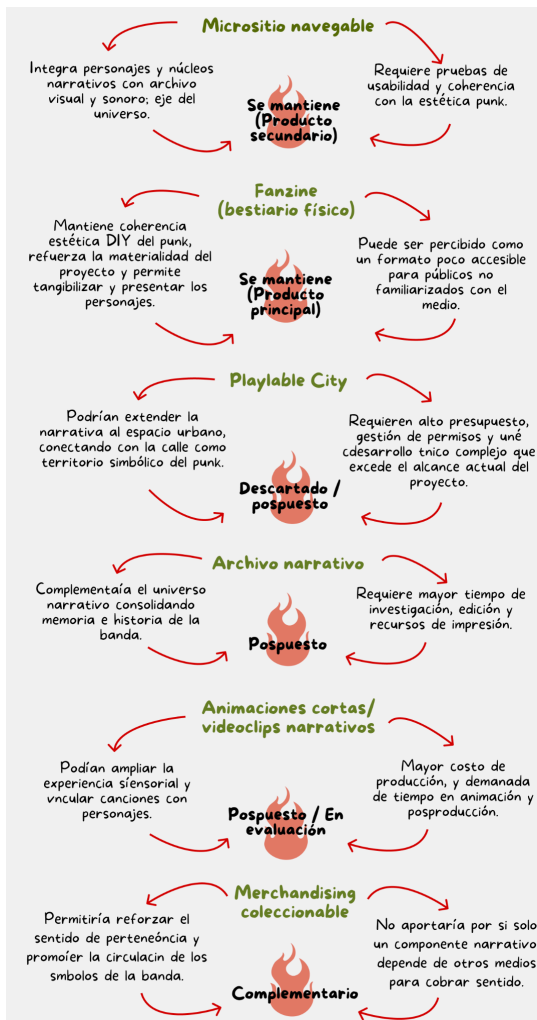 Micrositio navegable
Integra personajes y núcleos
narrativos con archivo
visual y sonoro; eje del
universo.
Requiere pruebas de
usabilidad y coherencia
con la estética punk.
Se mantiene
(Producto
secundario)
Fanzine
(bestiario físico)
Mantiene coherencia
estética DIY del punk,
refuerza la materialidad del
proyecto y permite
tangibilizar y presentar los
personajes.
Puede ser percibido como
un formato poco accesible
para públicos no
familiarizados con el
medio.
Se mantiene
(Producto
principal)
Playlable City
Podrían extender la
narrativa al espacio urbano,
conectando con la calle como
territorio simbólico del punk.
Requieren alto presupuesto,
gestión de permisos y uné
cdesarrollo tnico complejo que
excede el alcance actual del
proyecto.
Descartado /
pospuesto
Archivo narrativo
Complementaía el universo
narrativo consolidando
memoria e historia de la
banda.
Requiere mayor tiempo de
investigación, edición y
recursos de impresión.
Pospuesto
Animaciones cortas/
videoclips narrativos
Podían ampliar la
experiencia síensorial y
vncular canciones con
personajes.
Mayor costo de
producción, y demanada
de tiempo en animación y
posproducción.
Pospuesto / En
evaluación
Merchandising
coleccionable
Permitiría reforzar el
sentido de perteneóncia y
promoíer la circulacin de los
smbolos de la banda.
No aportaría por si solo
un componente narrativo
depende de otros medios
para cobrar sentido.
Complementario